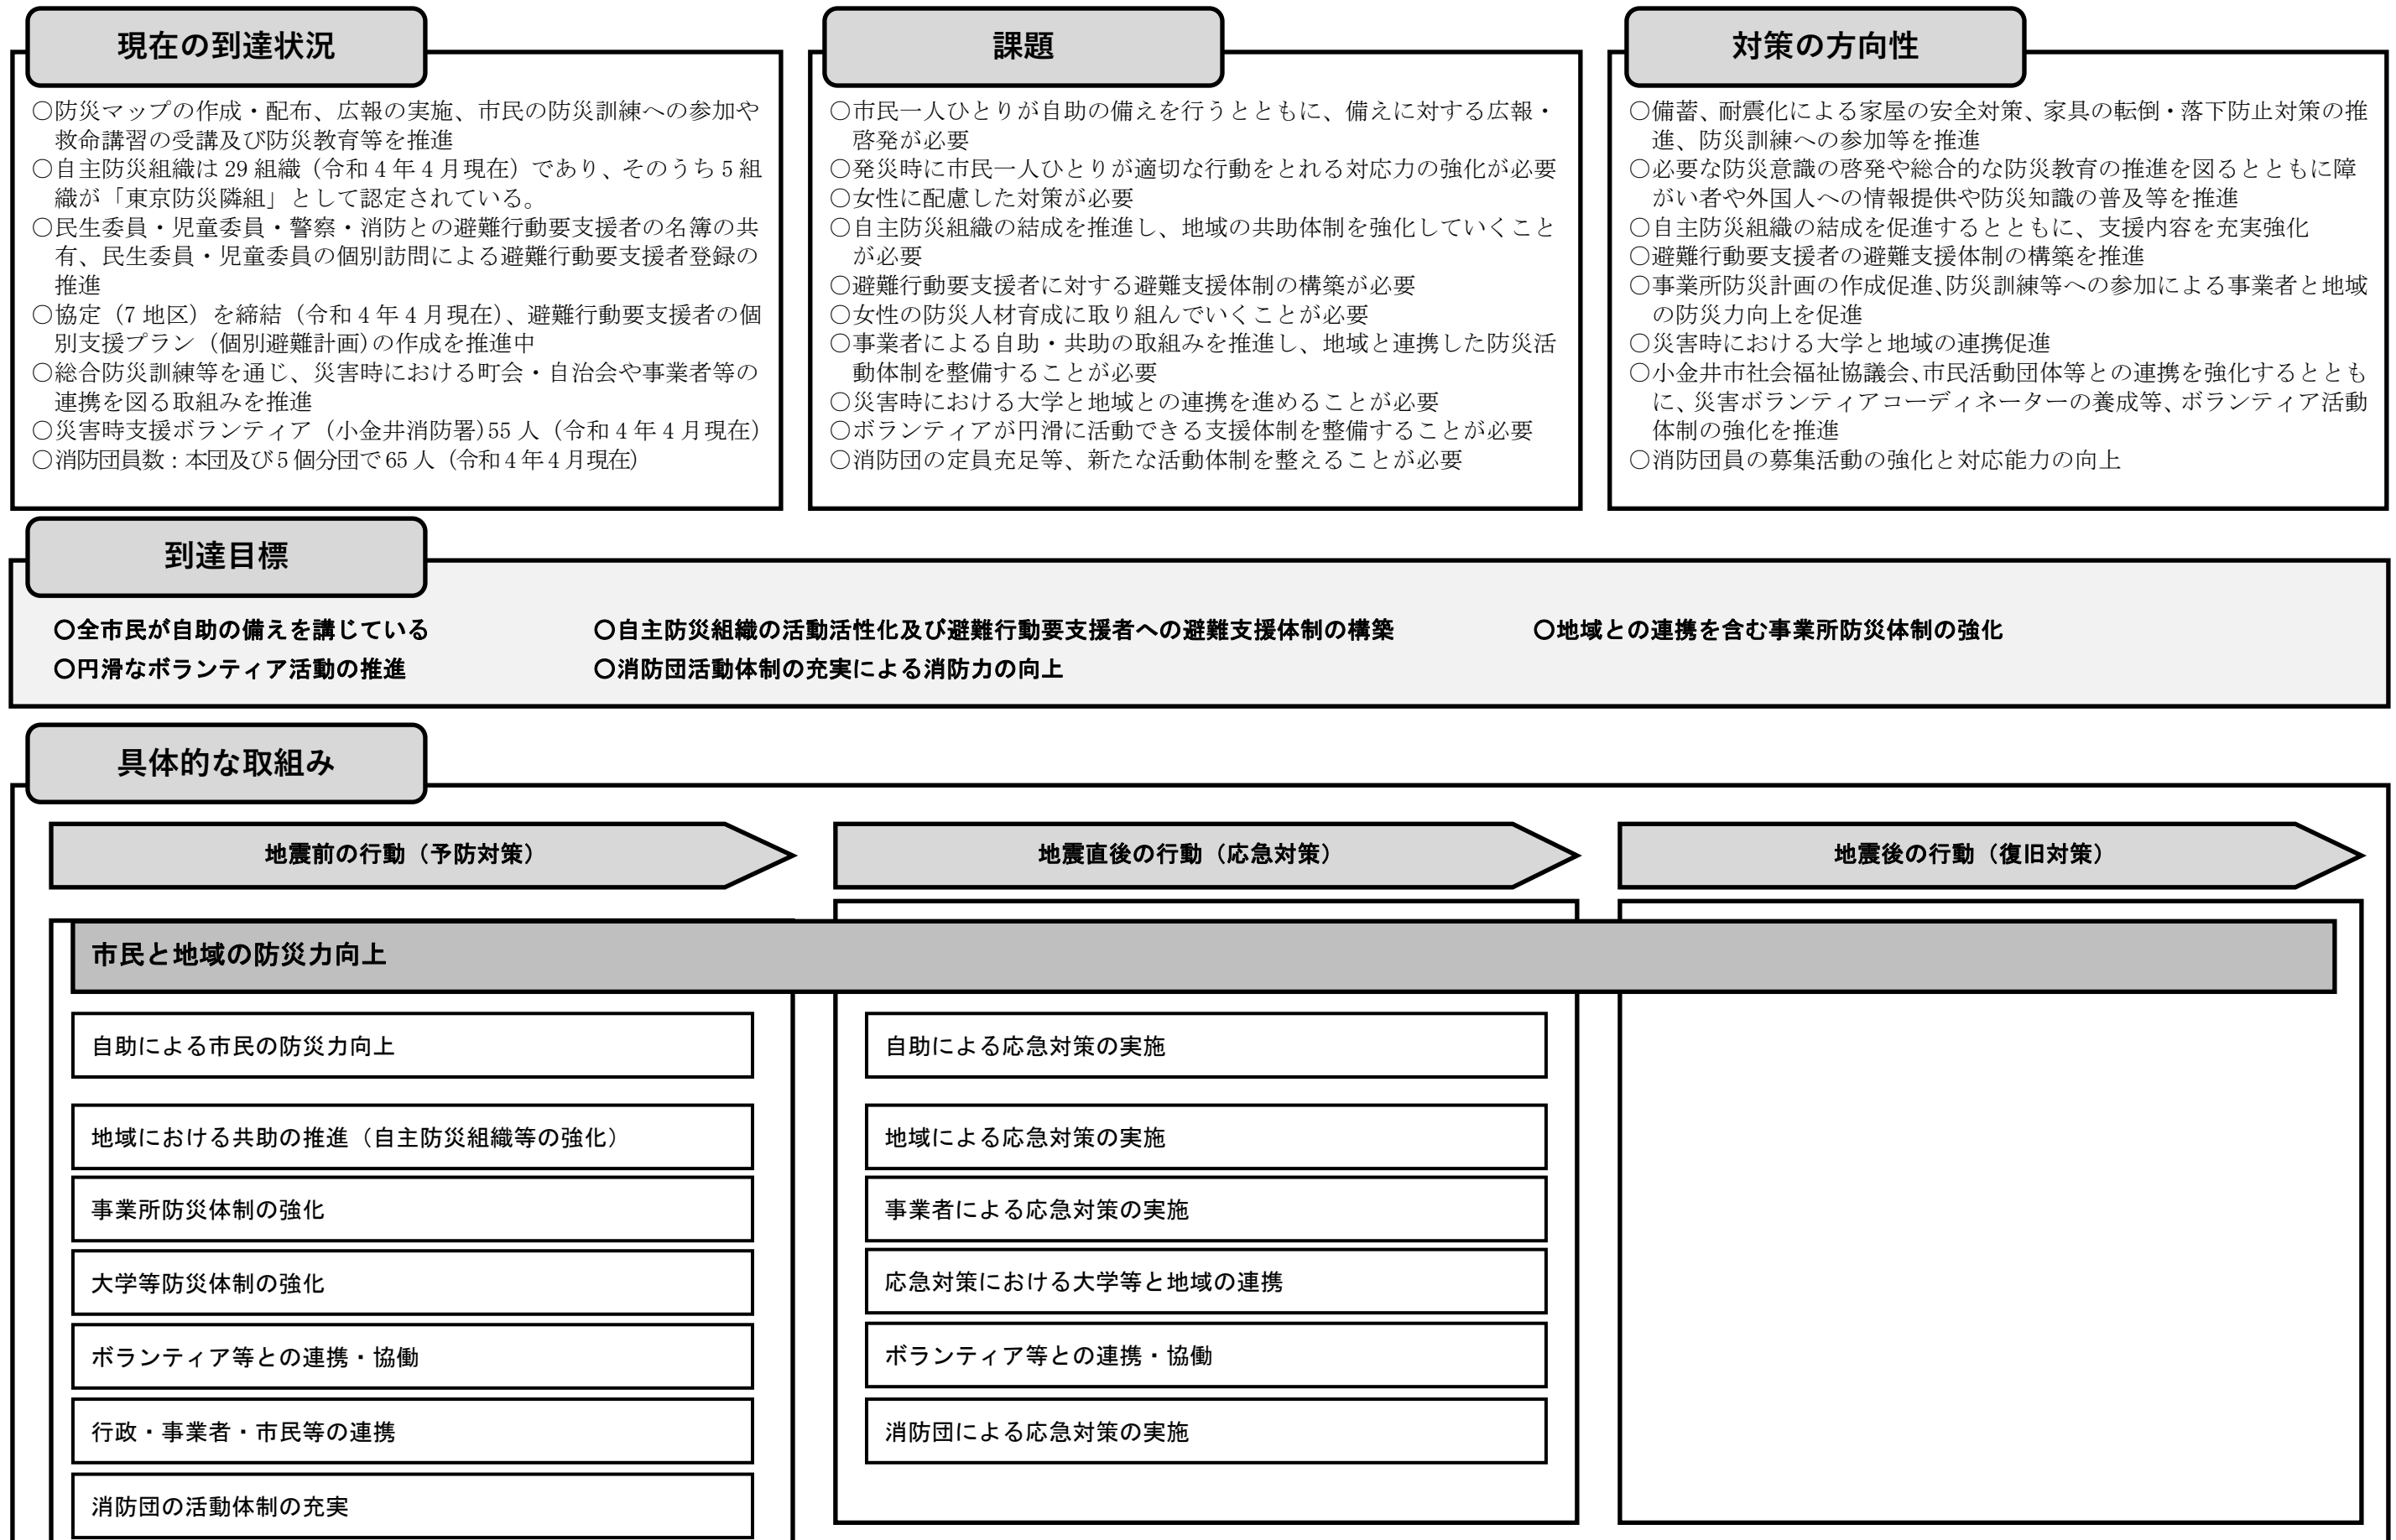 現在の到達状況
○防災マップの作成・配布、広報の実施、市民の防災訓練への参加や
救命講習の受講及び防災教育等を推進
○自主防災組織は 29 組織（令和 4 年 4 月現在）であり、そのうち 5 組
織が「東京防災隣組」として認定されている。
○民生委員・児童委員・警察・消防との避難行動要支援者の名簿の共
有、民生委員・児童委員の個別訪問による避難行動要支援者登録の
推進
○協定（7 地区）を締結（令和 4 年 4 月現在）、避難行動要支援者の個
別支援プラン（個別避難計画）の作成を推進中
○総合防災訓練等を通じ、災害時における町会・自治会や事業者等の
連携を図る取組みを推進
○災害時支援ボランティア（小金井消防署）55 人（令和 4 年 4 月現在）
○消防団員数：本団及び 5 個分団で 65 人（令和 4 年 4 月現在）
課題
○市民一人ひとりが自助の備えを行うとともに、備えに対する広報・
啓発が必要
○発災時に市民一人ひとりが適切な行動をとれる対応力の強化が必要
○女性に配慮した対策が必要
○自主防災組織の結成を推進し、地域の共助体制を強化していくこと
が必要
○避難行動要支援者に対する避難支援体制の構築が必要
○女性の防災人材育成に取り組んでいくことが必要
○事業者による自助・共助の取組みを推進し、地域と連携した防災活
動体制を整備することが必要
○災害時における大学と地域との連携を進めることが必要
○ボランティアが円滑に活動できる支援体制を整備することが必要
○消防団の定員充足等、新たな活動体制を整えることが必要
対策の方向性
○備蓄、耐震化による家屋の安全対策、家具の転倒・落下防止対策の推
進、防災訓練への参加等を推進
○必要な防災意識の啓発や総合的な防災教育の推進を図るとともに障
がい者や外国人への情報提供や防災知識の普及等を推進
○自主防災組織の結成を促進するとともに、支援内容を充実強化
○避難行動要支援者の避難支援体制の構築を推進
○事業所防災計画の作成促進、防災訓練等への参加による事業者と地域
の防災力向上を促進
○災害時における大学と地域の連携促進
○小金井市社会福祉協議会、市民活動団体等との連携を強化するととも
に、災害ボランティアコーディネーターの養成等、ボランティア活動
体制の強化を推進
○消防団員の募集活動の強化と対応能力の向上
到達目標
○全市民が自助の備えを講じている
○自主防災組織の活動活性化及び避難行動要支援者への避難支援体制の構築
○地域との連携を含む事業所防災体制の強化
○円滑なボランティア活動の推進
○消防団活動体制の充実による消防力の向上
具体的な取組み
地震前の行動（予防対策）
地震直後の行動（応急対策）
地震後の行動（復旧対策）
市民と地域の防災力向上
自助による市民の防災力向上
地域における共助の推進（自主防災組織等の強化）
事業所防災体制の強化
大学等防災体制の強化
ボランティア等との連携・協働
行政・事業者・市民等の連携
消防団の活動体制の充実
自助による応急対策の実施
地域による応急対策の実施
事業者による応急対策の実施
応急対策における大学等と地域の連携
ボランティア等との連携・協働
消防団による応急対策の実施